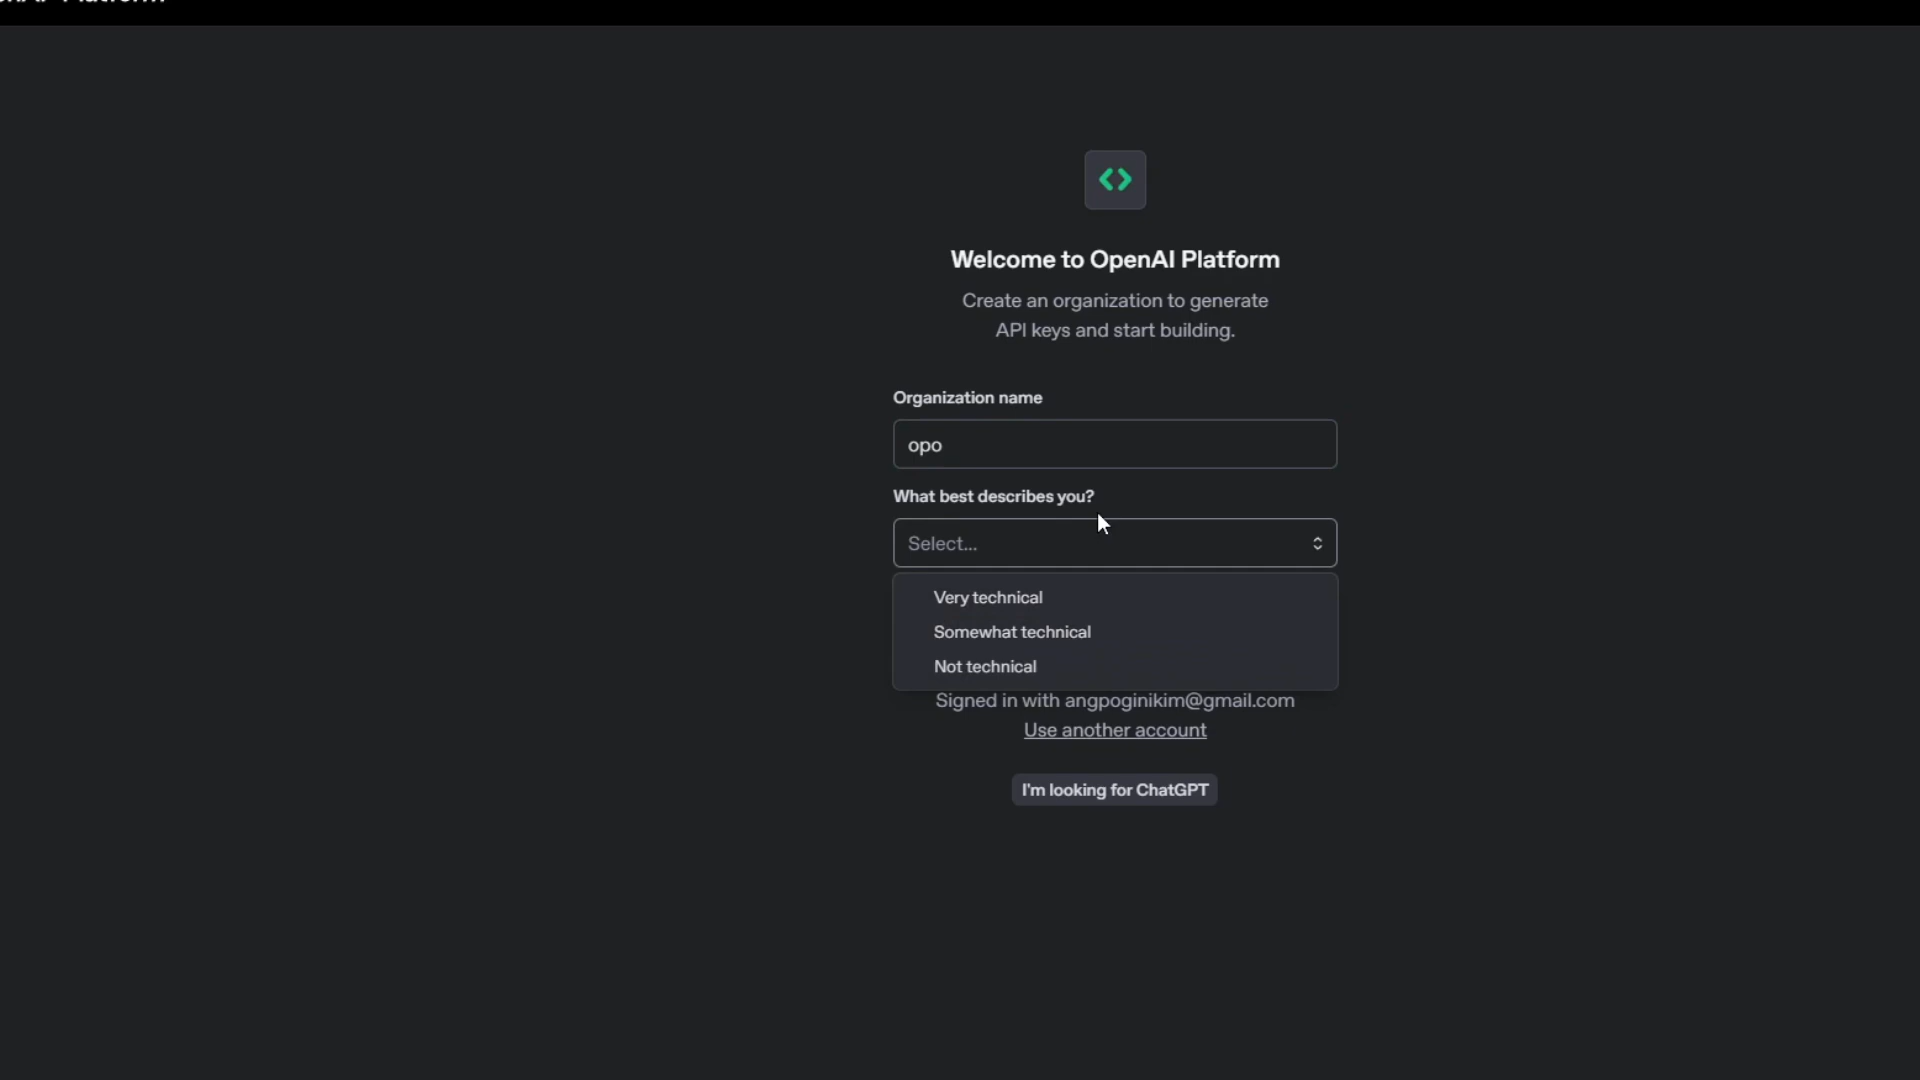 Welcome to OpenAI Platform
Create an organization to generate
API keys and start building.
Organization name
opo
What best describes you?
Select...
Very technical
Somewhat technical
Not technical
Signed in with angpoginikim@gmail.com
Use another account
I'm looking for ChatGPT